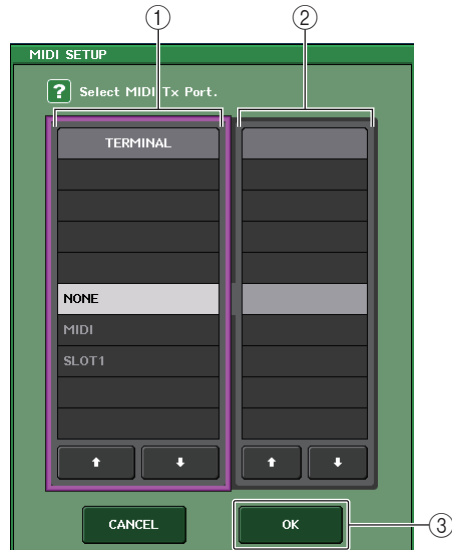 ① ②
MIDI SETUP
? Select MIDI Tx Port.
TERMINAL
NONE
MIDI
SLOT1
CANCEL OK ③